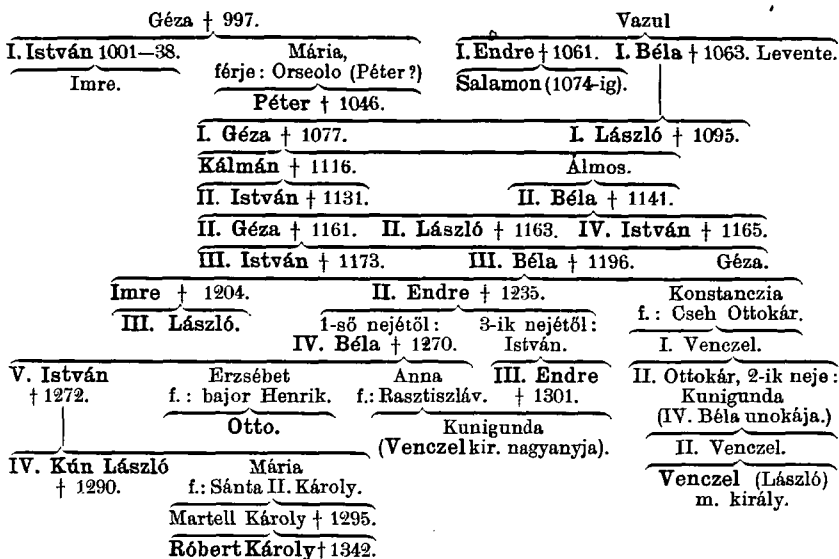 Géza † 997. Vazul
I. István 1001—38. Mária, I. Endre † 1061. I. Béla † 1063. Levente.
Imre. férje: Orseolo (Péter?) Salamon (1074-ig).
Péter † 1046.
I. Géza † 1077. I. László † 1095.
Kálmán † 1116. Álmos.
II. István † 1131. II. Béla † 1141.
II. Géza † 1161. II. László † 1163. IV. István † 1165.
III. István † 1173. III. Béla † 1196. Géza.
Imre † 1204. II. Endre † 1235. Konstanczia
f.: Cseh Ottokár.
III. László. 1-ső nejétől: 3-ik nejétől:
IV. Béla † 1270. István. I. Venczel.
V. István Erzsébet Anna III. Endre II. Ottokár, 2-ik neje:
† 1272. f.: bajor Henrik. f.: Rasztiszláv. † 1301. Kunigunda
Otto. Kunigunda (IV. Béla unokája.)
(Venczel kir. nagyanyja).
IV. Kún László Mária II. Venczel.
† 1290. f.: Sánta II. Károly. Venczel (László)
m. király.
Martell Károly † 1295.
Róbert Károly † 1342.